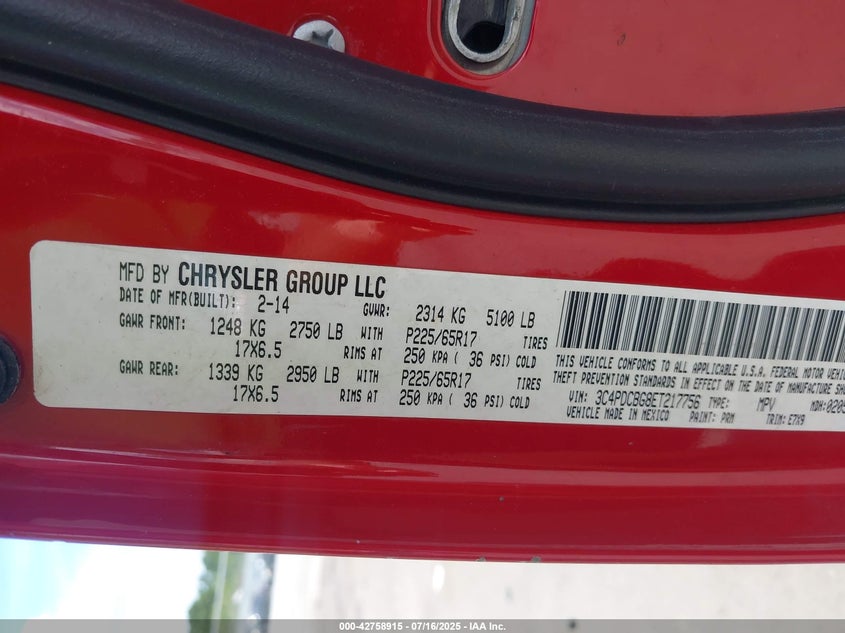 MFD BY CHRYSLER GROUP LLC
DATE OF MFR(BUILT): 2-14 GVWR: 2314 KG 5100 LB
GAWR FRONT: 1248 KG 2750 LB WITH P225/65R17 TIRES
17X6.5 RIMS AT 250 KPA ( 36 PSI) COLD
GAWR REAR: 1339 KG 2950 LB WITH P225/65R17 TIRES
17X6.5 RIMS AT 250 KPA ( 36 PSI) COLD
THIS VEHICLE CONFORMS TO ALL APPLICABLE U.S.A. FEDERAL MOTOR VEHIC
THEFT PREVENTION STANDARDS IN EFFECT ON THE DATE OF MANUFACTURE SHO
VIN: 3C4PDCBG8ET217756 TYPE: MPV MDH: 0205
VEHICLE MADE IN MEXICO PAINT: PRM TRIM: E7X9
000-42758915 - 07/16/2025 - IAA Inc.